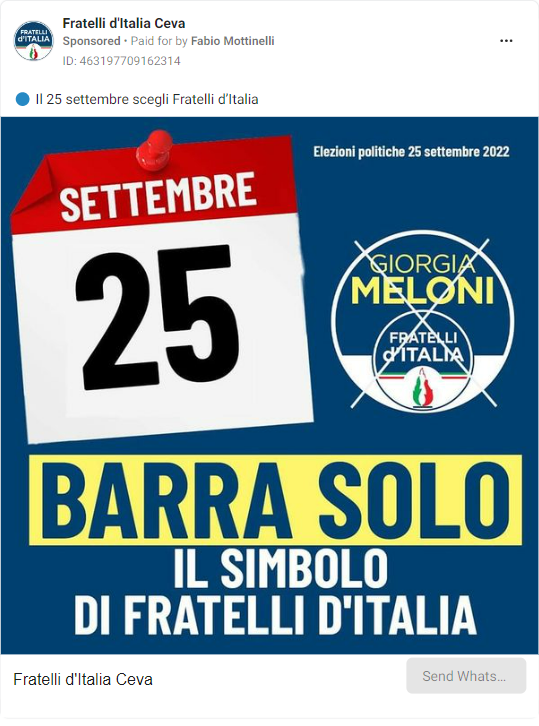 Fratelli d'Italia Ceva
Sponsored • Paid for by Fabio Mottinelli
ID: 463197709162314
Il 25 settembre scegli Fratelli d'Italia
Elezioni politiche 25 settembre 2022
SETTEMBRE
25
GIORGIA
MELONI
FRATELLI
d'ITALIA
BARRA SOLO
IL SIMBOLO
DI FRATELLI D'ITALIA
Fratelli d'Italia Ceva
Send Whats...